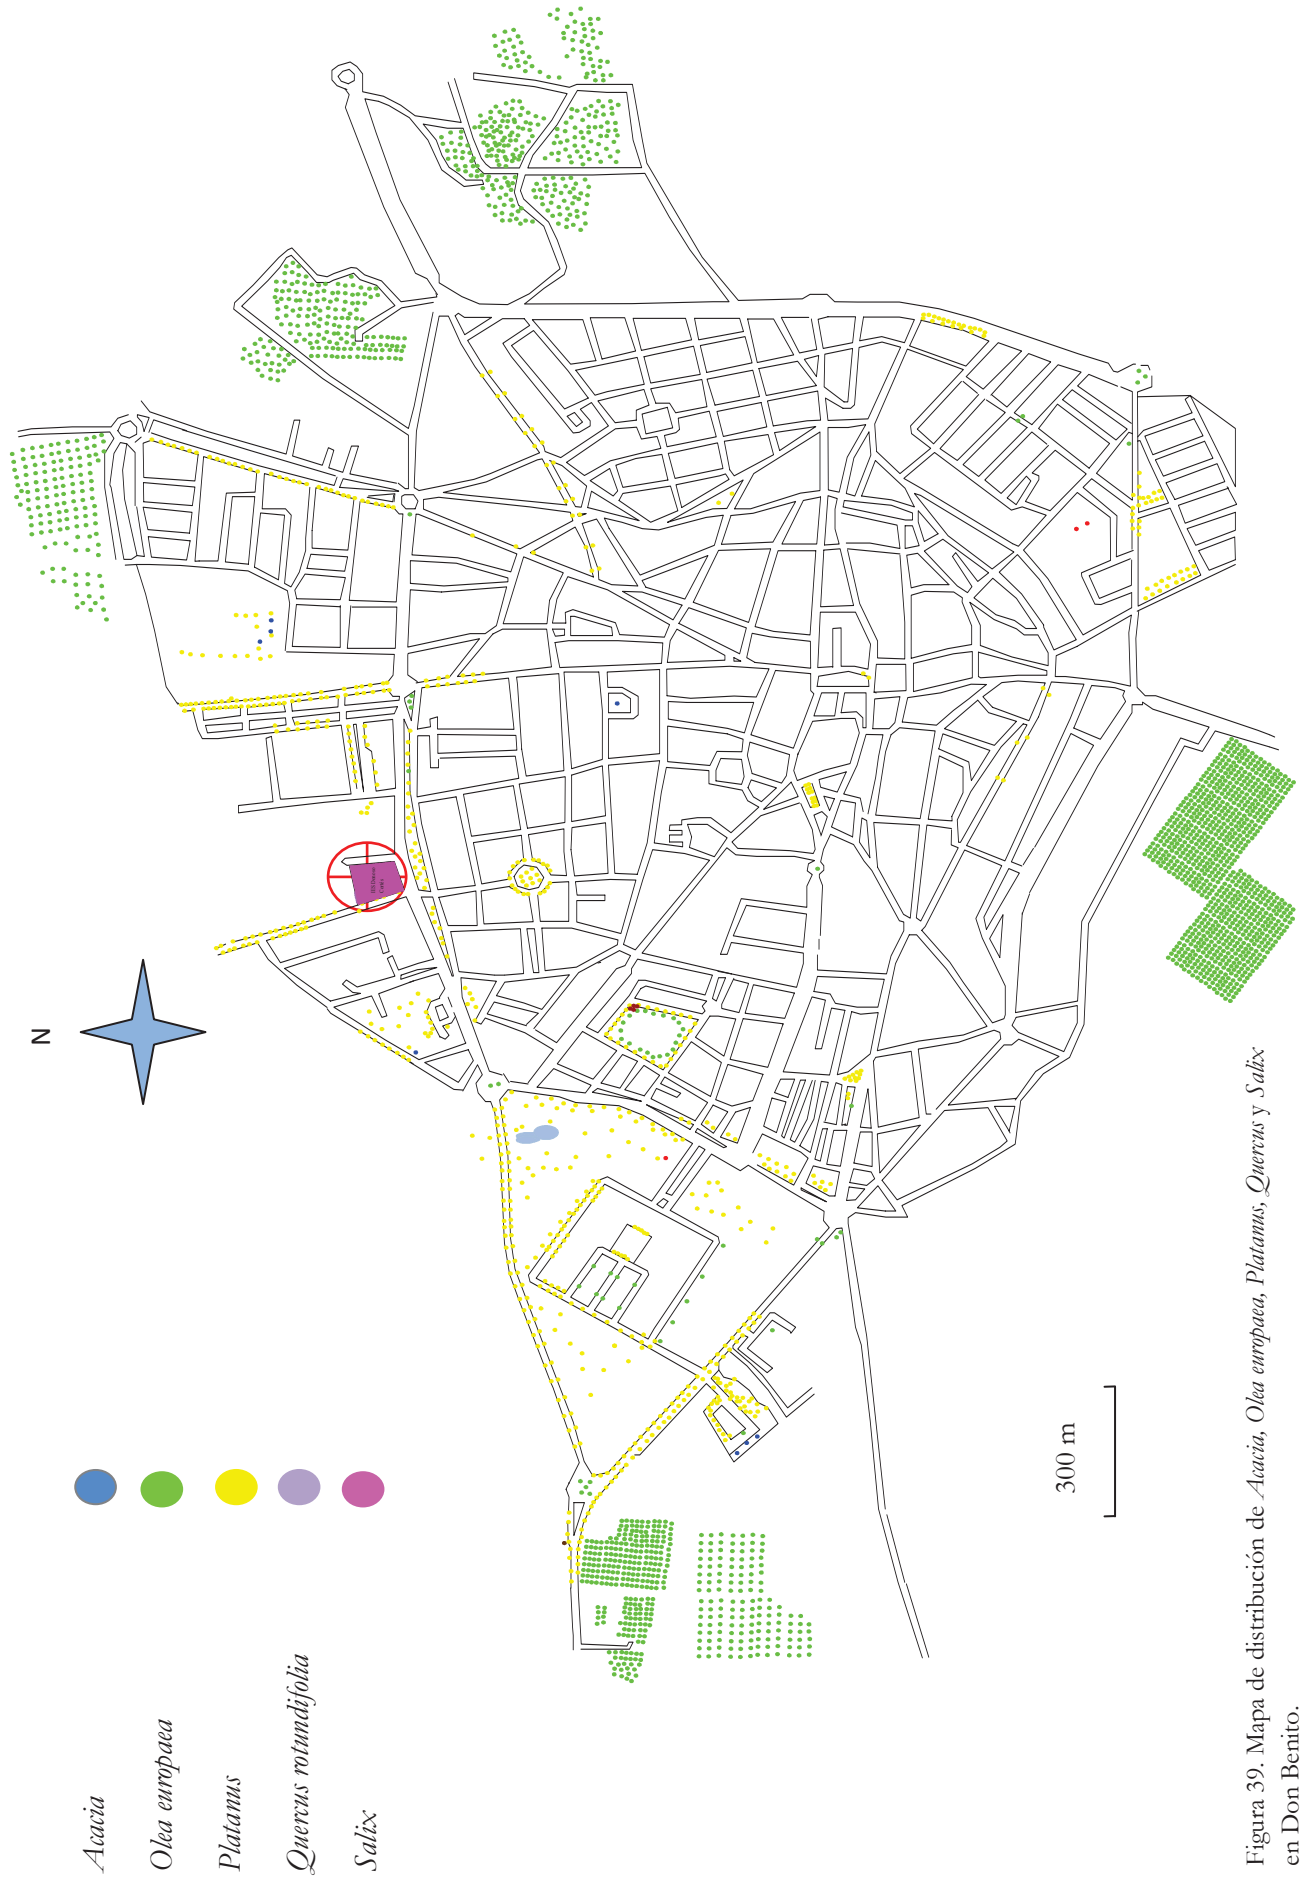 Acacia
Olea europaea
Platanus
Quercus rotundifolia
Salix
N
300 m
Figura 39. Mapa de distribución de Acacia, Olea europaea, Platanus, Quercus y Salix
en Don Benito.